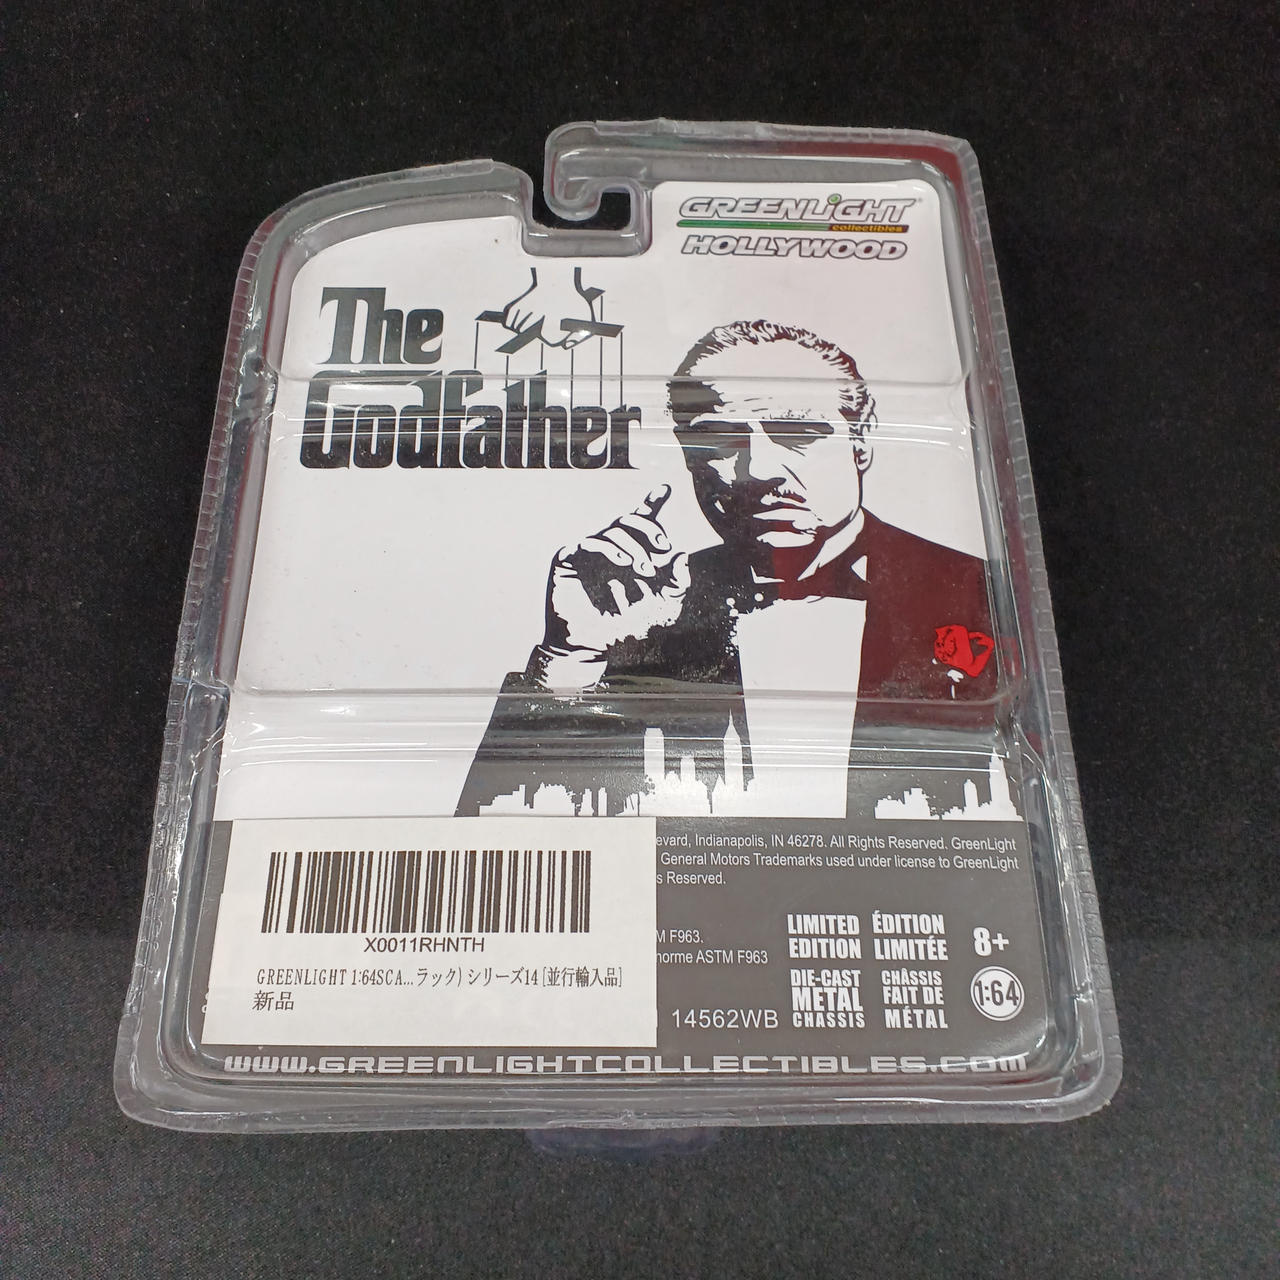 GREENLiGHT
collectibles
HOLLYWOOD
The
Godfather
evard, Indianapolis, IN 46278. All Rights Reserved. GreenLight
General Motors Trademarks used under license to GreenLight
s Reserved.
M F963.
norme ASTM F963
LIMITED EDITION
ÉDITION LIMITÉE
8+
DIE-CAST METAL CHASSIS
CHÂSSIS FAIT DE MÉTAL
1:64
14562WB
X0011RHNTH
GREENLIGHT 1:64SCA...ラック) シリーズ14 [並行輸入品]
新品
www.GREENLIGHTCOLLECTIBLES.COM